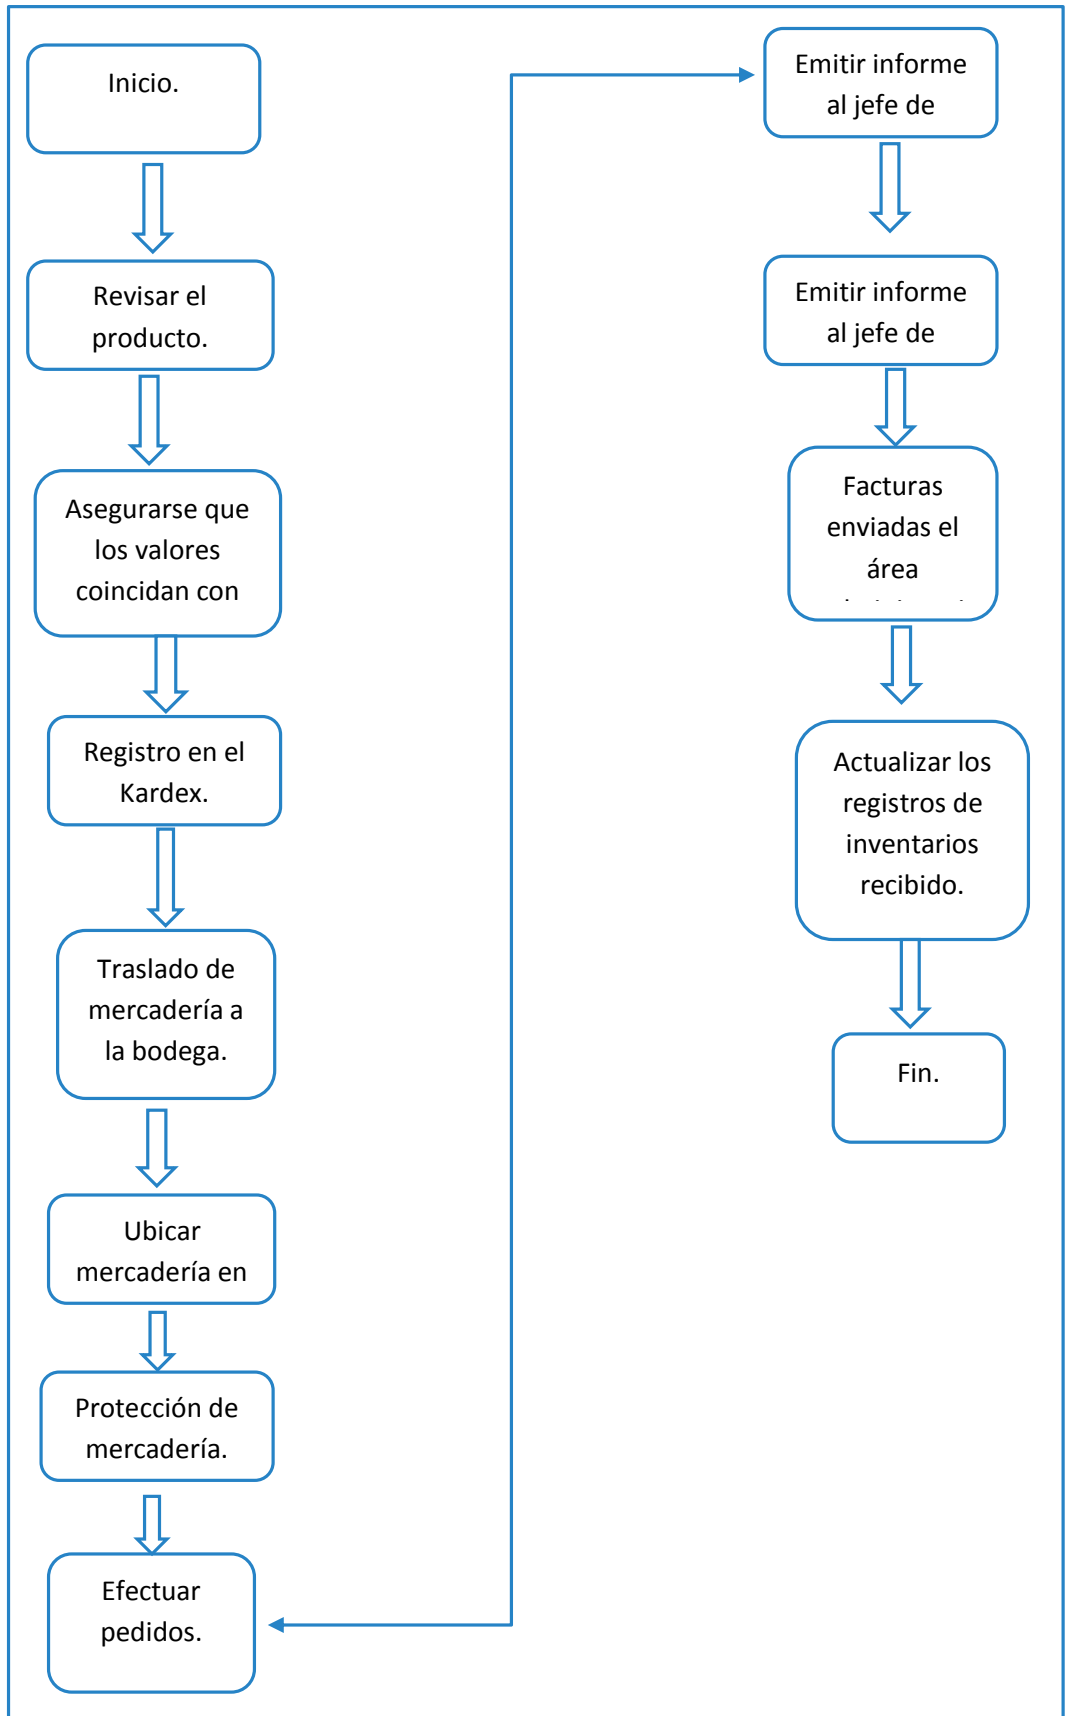 Inicio.
Revisar el
producto.
Asegurarse que
los valores
coincidan con
Registro en el
Kardex.
Traslado de
mercadería a
la bodega.
Ubicar
mercadería en
Protección de
mercadería.
Efectuar
pedidos.
Emitir informe
al jefe de
Emitir informe
al jefe de
Facturas
enviadas el
área
Actualizar los
registros de
inventarios
recibido.
Fin.